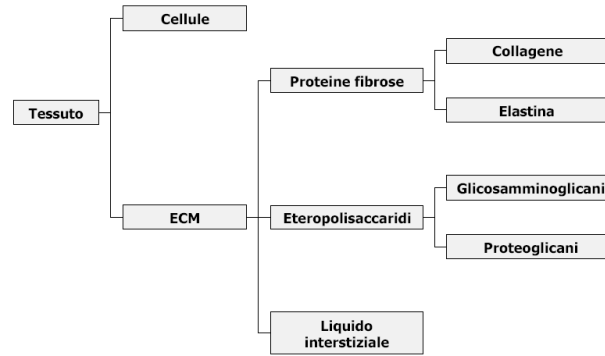 Cellule
Collagene
Proteine fibrose
Tessuto
Elastina
Glicosamminoglicani
ECM
Eteropolisaccaridi
Proteoglicani
Liquido
interstiziale